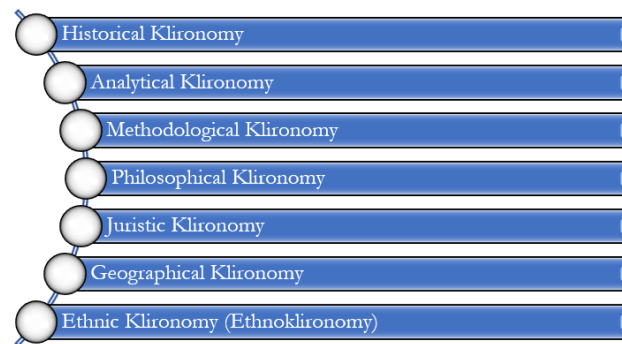 Historical Klironomy
Analytical Klironomy
Methodological Klironomy
Philosophical Klironomy
Juristic Klironomy
Geographical Klironomy
Ethnic Klironomy (Ethnoklironomy)